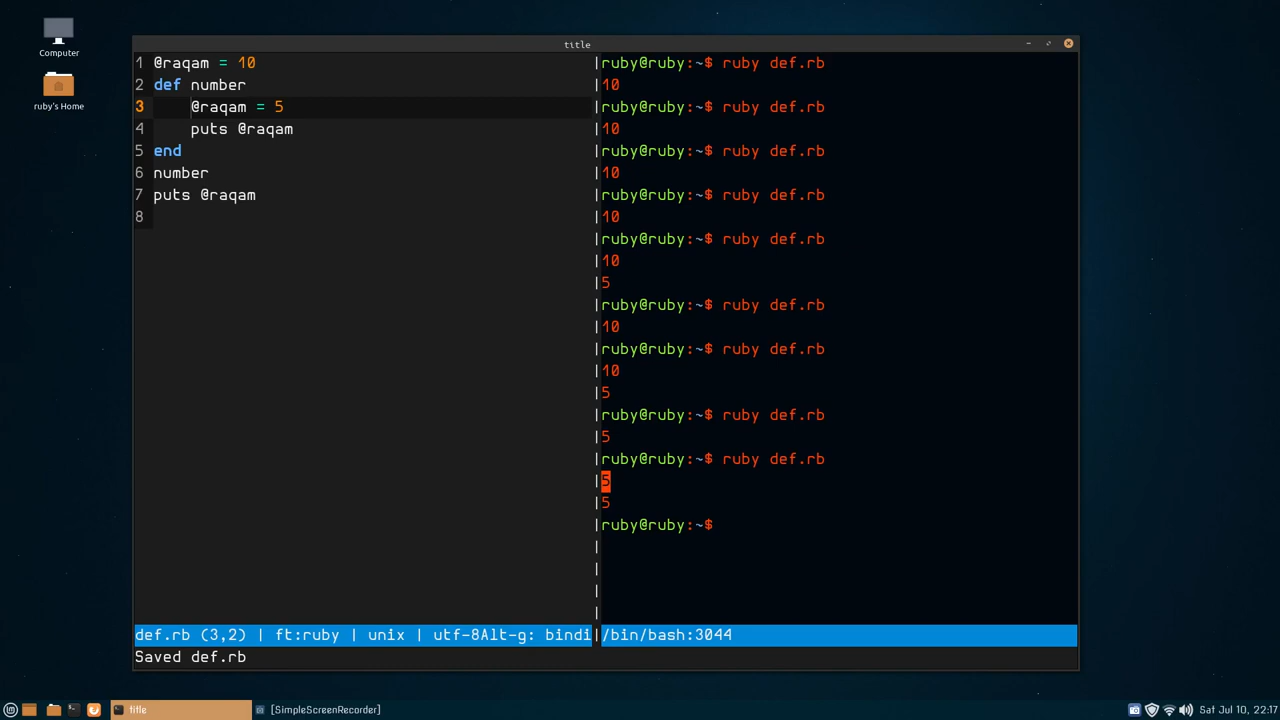 Computer
ruby's Home
title
1 @raqam = 10
2 def number
3     @raqam = 5
4     puts @raqam
5 end
6 number
7 puts @raqam
8
def.rb (3,2) | ft:ruby | unix | utf-8Alt-g: bindi
Saved def.rb
|ruby@ruby:~$ ruby def.rb
|10
|ruby@ruby:~$ ruby def.rb
|10
|ruby@ruby:~$ ruby def.rb
|10
|ruby@ruby:~$ ruby def.rb
|10
|ruby@ruby:~$ ruby def.rb
|10
|5
|ruby@ruby:~$ ruby def.rb
|10
|ruby@ruby:~$ ruby def.rb
|10
|5
|ruby@ruby:~$ ruby def.rb
|5
|ruby@ruby:~$ ruby def.rb
|5
|5
|ruby@ruby:~$
|
|
|
|
|/bin/bash:3044
title
[SimpleScreenRecorder]
Sat Jul 10, 22:17